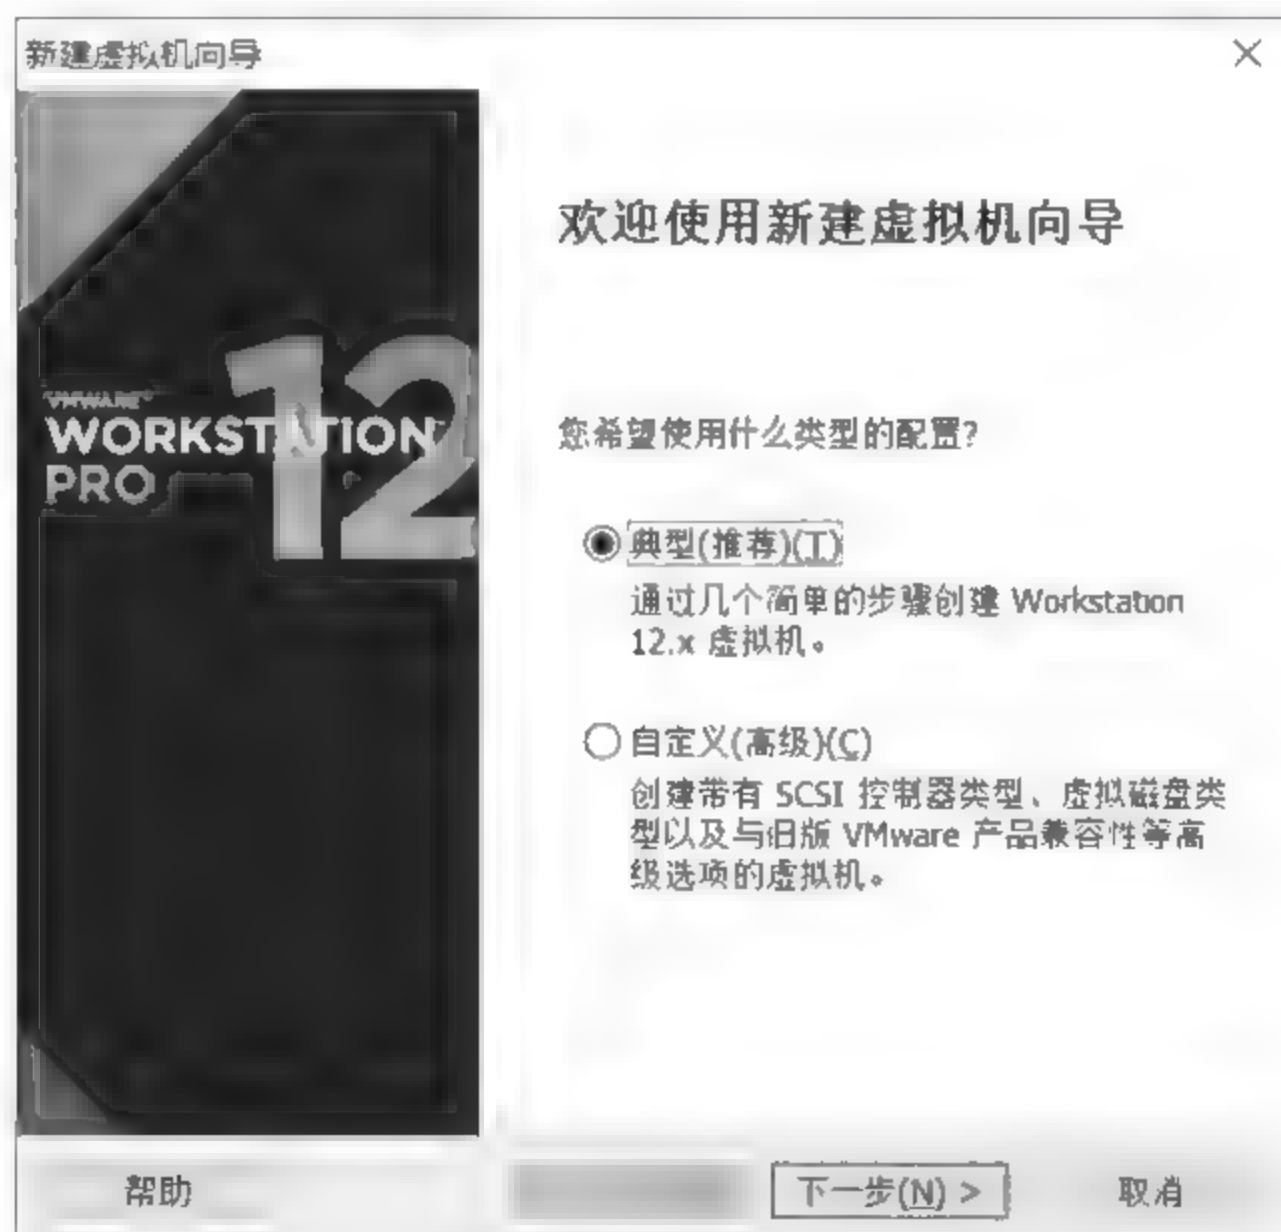 新建虚拟机向导
欢迎使用新建虚拟机向导
VMWARE
WORKSTATION 12
PRO
您希望使用什么类型的配置?
典型(推荐)(T)
通过几个简单的步骤创建 Workstation
12.x 虚拟机。
自定义(高级)(C)
创建带有 SCSI 控制器类型、虚拟磁盘类
型以及与旧版 VMware 产品兼容性等高
级选项的虚拟机。
帮助
下一步(N) >
取消